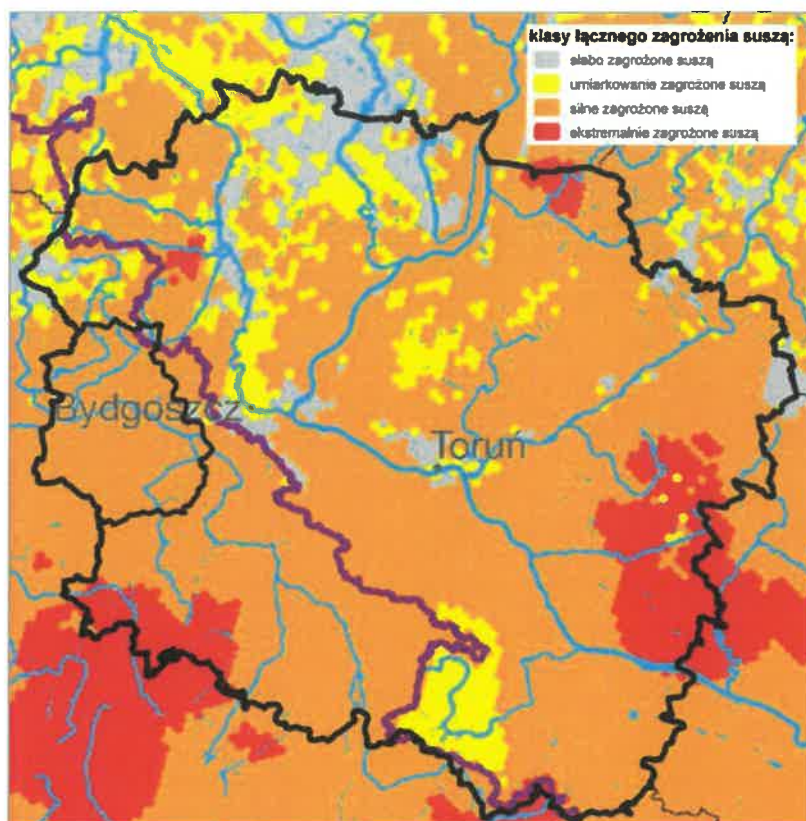 klasy łącznego zagrożenia suszą:
słabo zagrożone suszą
umiarkowanie zagrożone suszą
silne zagrożone suszą
ekstremalnie zagrożone suszą
Bydgoszcz
Toruń